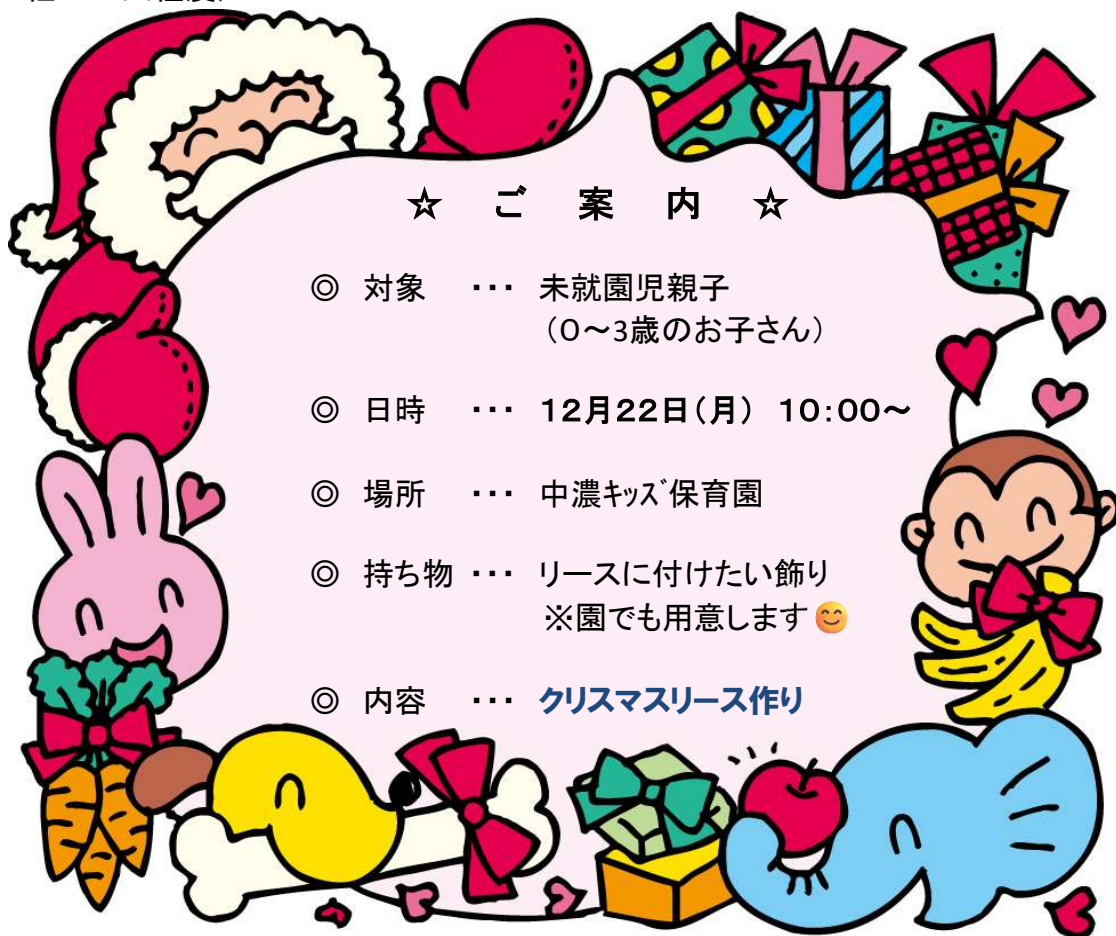 ☆ ご 案 内 ☆
◎ 対象 ・・・ 未就園児親子
（０～3歳のお子さん）
◎ 日時 ・・・ １２月２２日（月） １０：００～
◎ 場所 ・・・ 中濃ｷｯｽﾞ保育園
◎ 持ち物 ・・・ リースに付けたい飾り
※園でも用意します😊
◎ 内容 ・・・ クリスマスリース作り